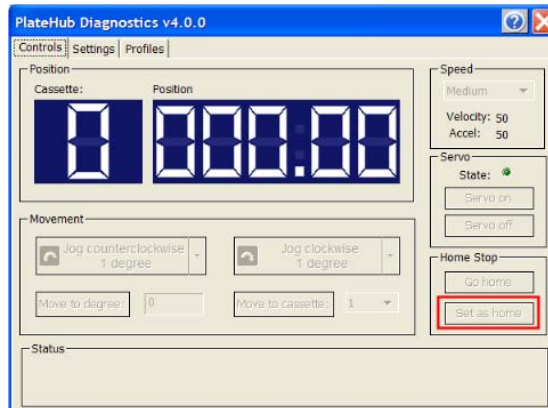 PlateHub Diagnostics v4.0.0
Controls Settings Profiles
Position
Cassette: Position
0 000.00
Speed
Medium
Velocity: 50
Accel: 50
Servo
State:
Servo on
Servo off
Movement
Jog counterclockwise
1 degree
Jog clockwise
1 degree
Move to degree: 0
Move to cassette: 1
Home Stop
Go home
Set as home
Status